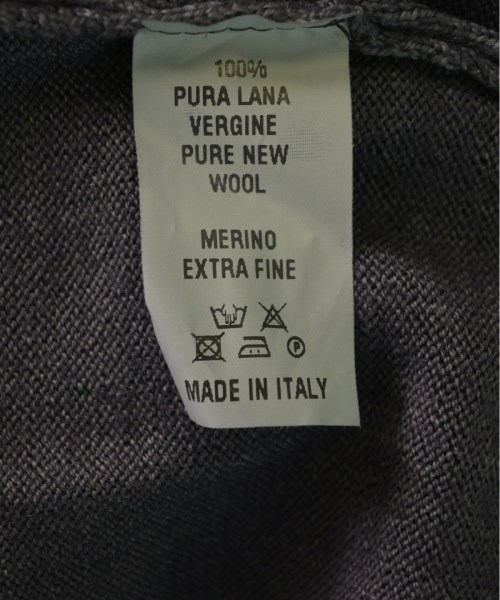 100%
PURA LANA
VERGINE
PURE NEW
WOOL
MERINO
EXTRA FINE
P
MADE IN ITALY